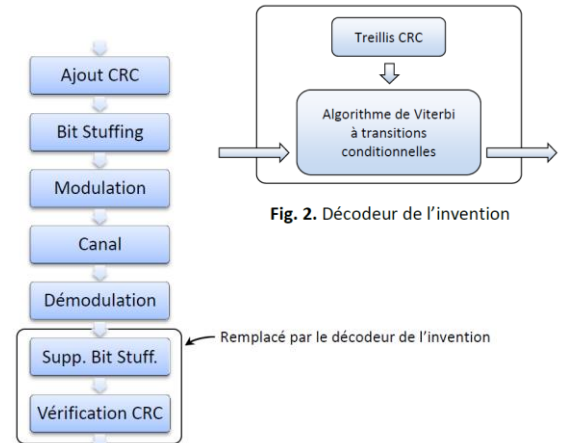 Ajout CRC
Bit Stuffing
Modulation
Canal
Démodulation
Supp. Bit Stuff.
Vérification CRC
Remplacé par le décodeur de l'invention
Treillis CRC
Algorithme de Viterbi
à transitions
conditionnelles
Fig. 2. Décodeur de l'invention